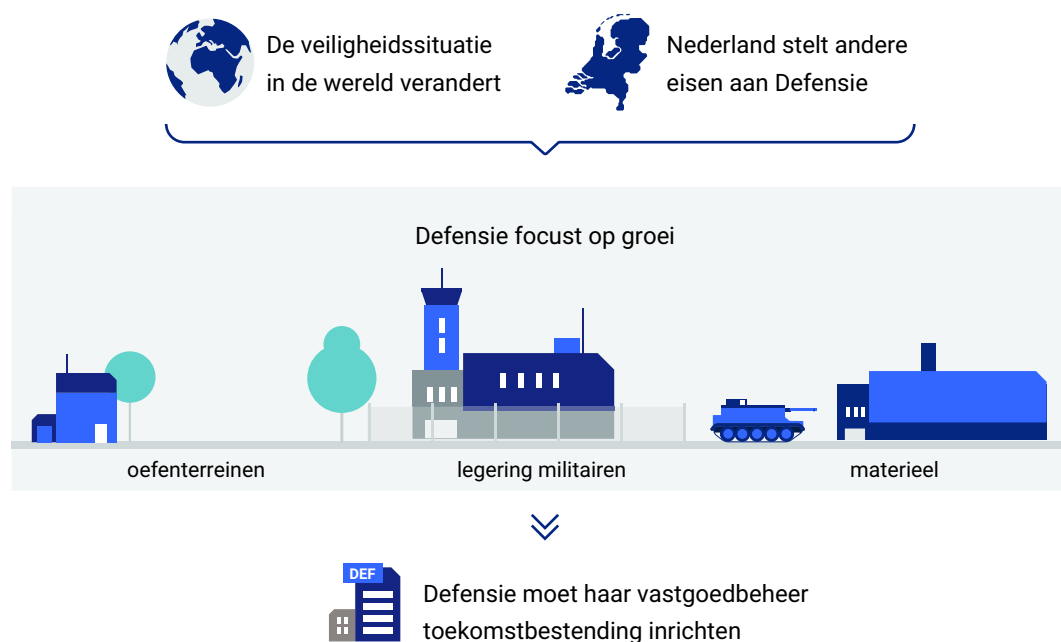 De veiligheidssituatie
in de wereld verandert
Nederland stelt andere
eisen aan Defensie
Defensie focust op groei
oefenterreinen
legering militairen
materieel
DEF
Defensie moet haar vastgoedbeheer
toekomstbestending inrichten